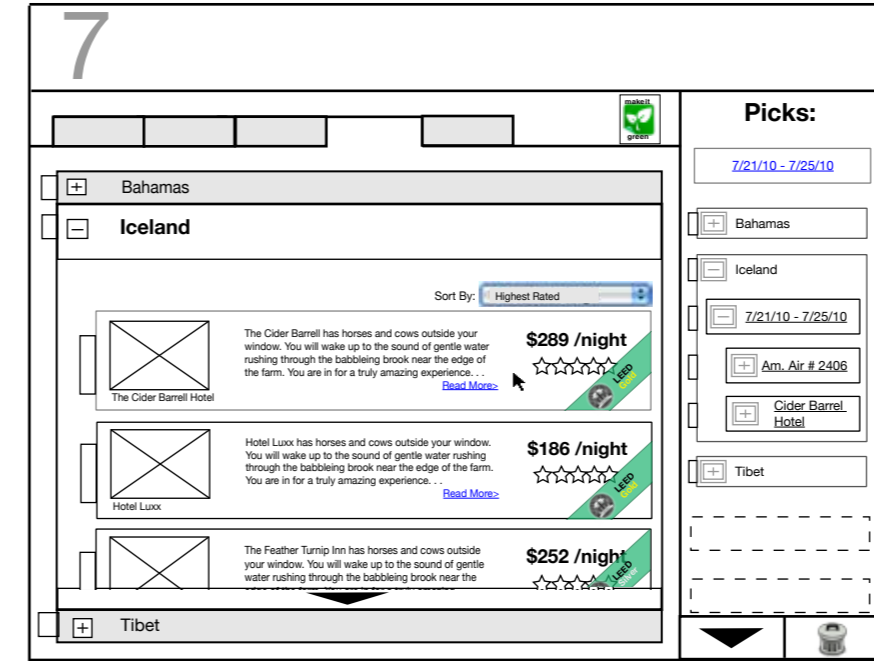 7
make it
green
Picks:
7/21/10 - 7/25/10
Bahamas
Iceland
Sort By: Highest Rated
The Cider Barrell has horses and cows outside your
window. You will wake up to the sound of gentle water
rushing through the babbleing brook near the edge of
the farm. You are in for a truly amazing experience. . .
Read More>
$289 /night
LEED
Gold
The Cider Barrell Hotel
Hotel Luxx has horses and cows outside your window.
You will wake up to the sound of gentle water rushing
through the babbleing brook near the edge of the farm.
You are in for a truly amazing experience. . .
Read More>
$186 /night
LEED
Gold
Hotel Luxx
The Feather Turnip Inn has horses and cows outside
your window. You will wake up to the sound of gentle
water rushing through the babbleing brook near the
$252 /night
LEED
Silver
Tibet
Bahamas
Iceland
7/21/10 - 7/25/10
Am. Air # 2406
Cider Barrel
Hotel
Tibet